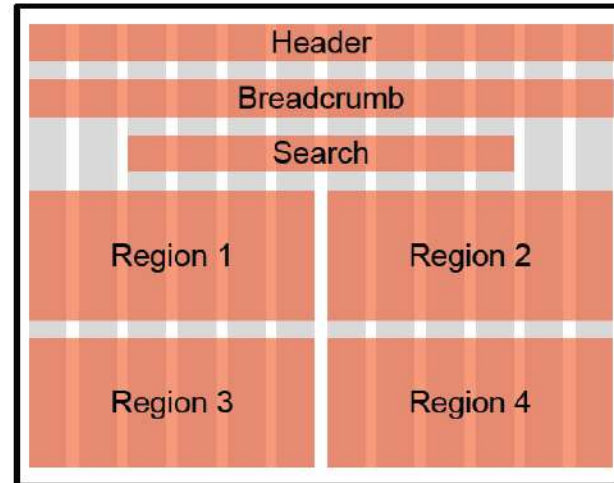 Header
Breadcrumb
Search
Region 1
Region 2
Region 3
Region 4